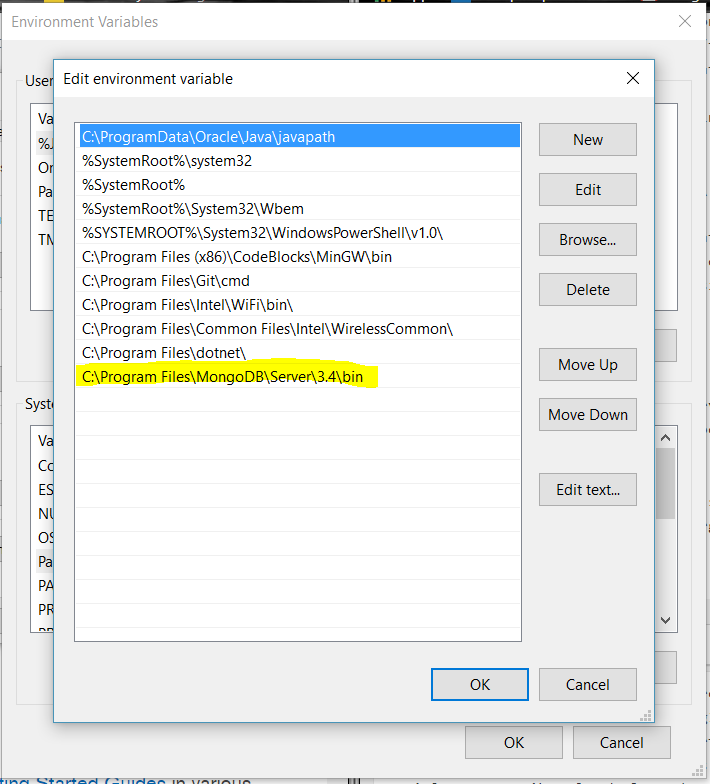 Environment Variables
Edit environment variable
User
Va
C:\ProgramData\Oracle\Java\javapath
New
%SystemRoot%\system32
Or
%SystemRoot%
Edit
Pa
%SystemRoot%\System32\Wbem
TE
%SYSTEMROOT%\System32\WindowsPowerShell\v1.0\
Browse...
TM
C:\Program Files (x86)\CodeBlocks\MinGW\bin
C:\Program Files\Git\cmd
Delete
C:\Program Files\Intel\WiFi\bin\
C:\Program Files\Common Files\Intel\WirelessCommon\
C:\Program Files\dotnet\
Move Up
C:\Program Files\MongoDB\Server\3.4\bin
Syste
Move Down
Va
Co
ES
Edit text...
NU
OS
Pa
PA
PR
OK
Cancel
OK
Cancel
ting Started Guides in various